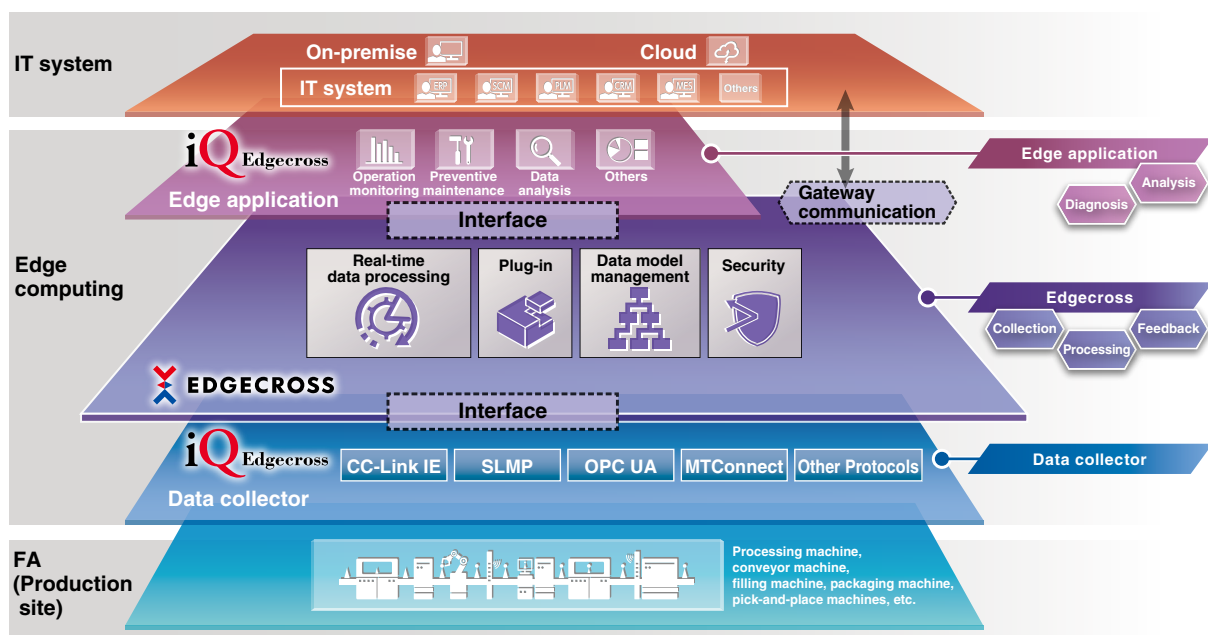 IT system
On-premise
Cloud
IT system
ERP
SCM
PLM
CRM
MES
Others
iQ Edgecross
Edge application
Operation
monitoring
Preventive
maintenance
Data
analysis
Others
Edge application
Diagnosis
Analysis
Gateway
communication
Interface
Edge
computing
Real-time
data processing
Plug-in
Data model
management
Security
Edgecross
Collection
Processing
Feedback
EDGECROSS
Interface
iQ Edgecross
Data collector
CC-Link IE
SLMP
OPC UA
MTConnect
Other Protocols
Data collector
FA
(Production
site)
Processing machine,
conveyor machine,
filling machine, packaging machine,
pick-and-place machines, etc.